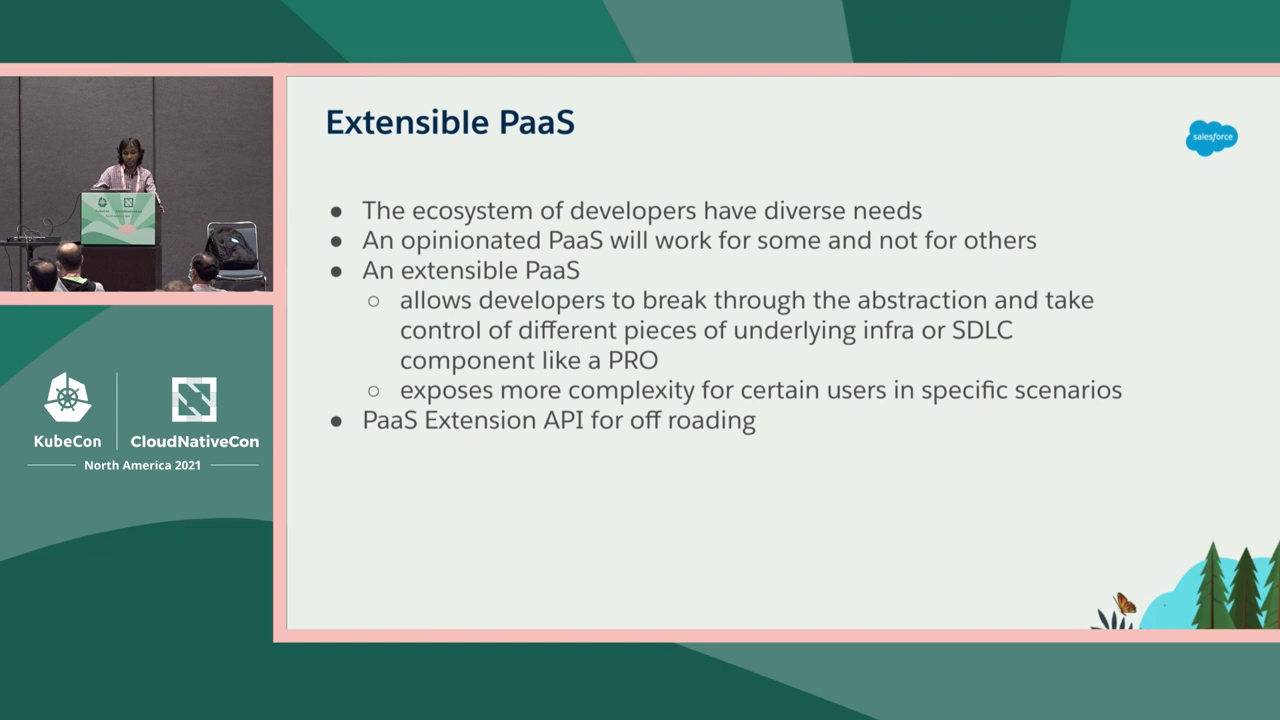 Extensible PaaS
salesforce
● The ecosystem of developers have diverse needs
● An opinionated PaaS will work for some and not for others
● An extensible PaaS
○ allows developers to break through the abstraction and take
control of different pieces of underlying infra or SDLC
component like a PRO
○ exposes more complexity for certain users in specific scenarios
● PaaS Extension API for off roading
KubeCon
CloudNativeCon
North America 2021